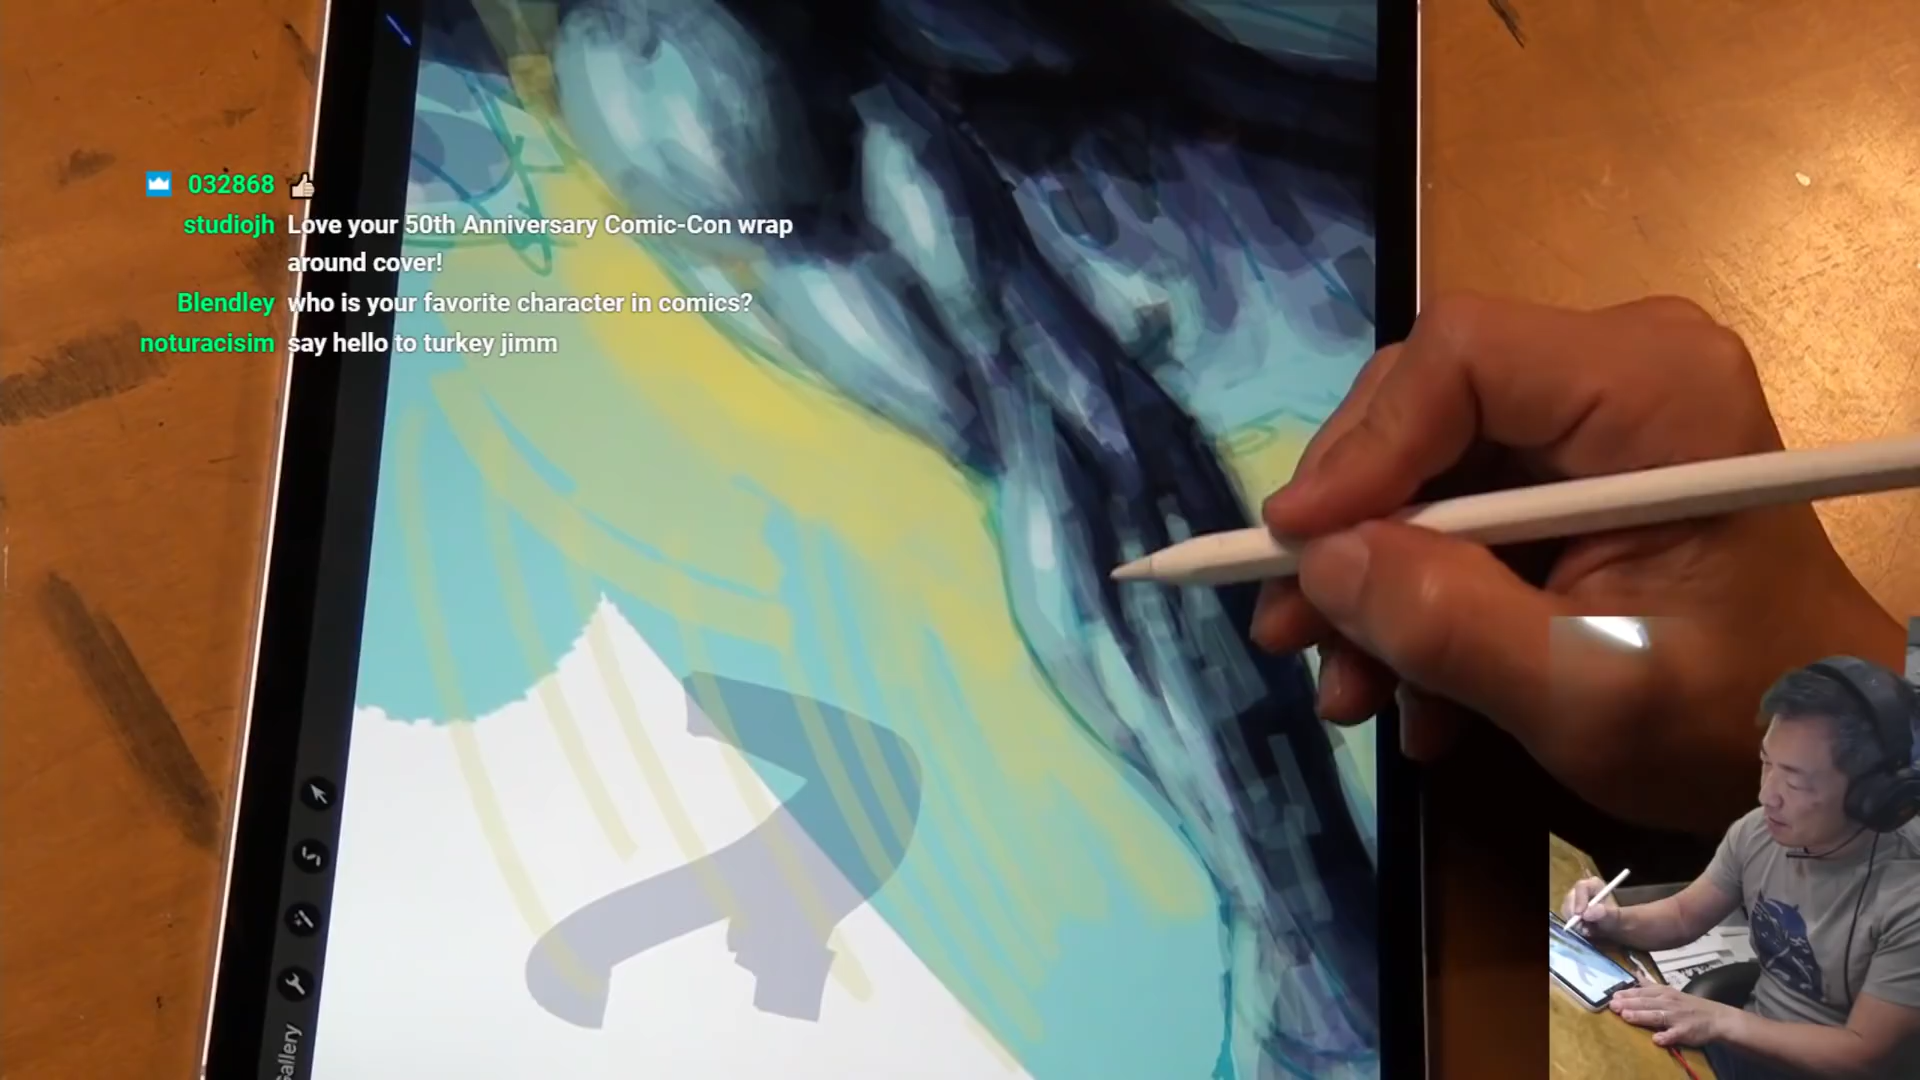 032868 👍🏻
studiojh Love your 50th Anniversary Comic-Con wrap
around cover!
Blendley who is your favorite character in comics?
noturacisim say hello to turkey jimm
Gallery